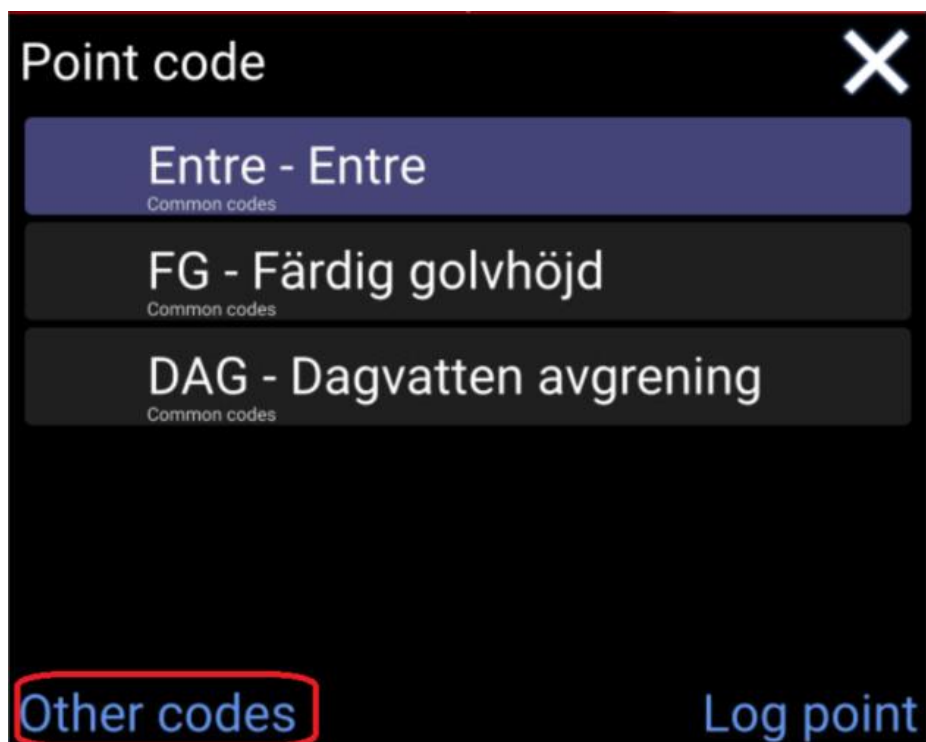 Point code
Entre - Entre
Common codes
FG - Färdig golvhöjd
Common codes
DAG - Dagvatten avgrening
Common codes
Other codes
Log point